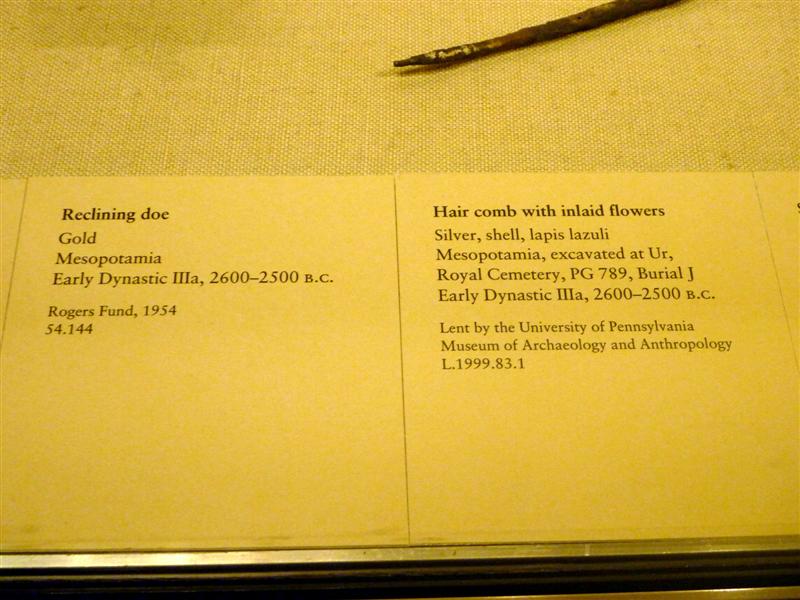 Reclining doe
Gold
Mesopotamia
Early Dynastic IIIa, 2600–2500 B.C.
Rogers Fund, 1954
54.144
Hair comb with inlaid flowers
Silver, shell, lapis lazuli
Mesopotamia, excavated at Ur,
Royal Cemetery, PG 789, Burial J
Early Dynastic IIIa, 2600–2500 B.C.
Lent by the University of Pennsylvania
Museum of Archaeology and Anthropology
L.1999.83.1